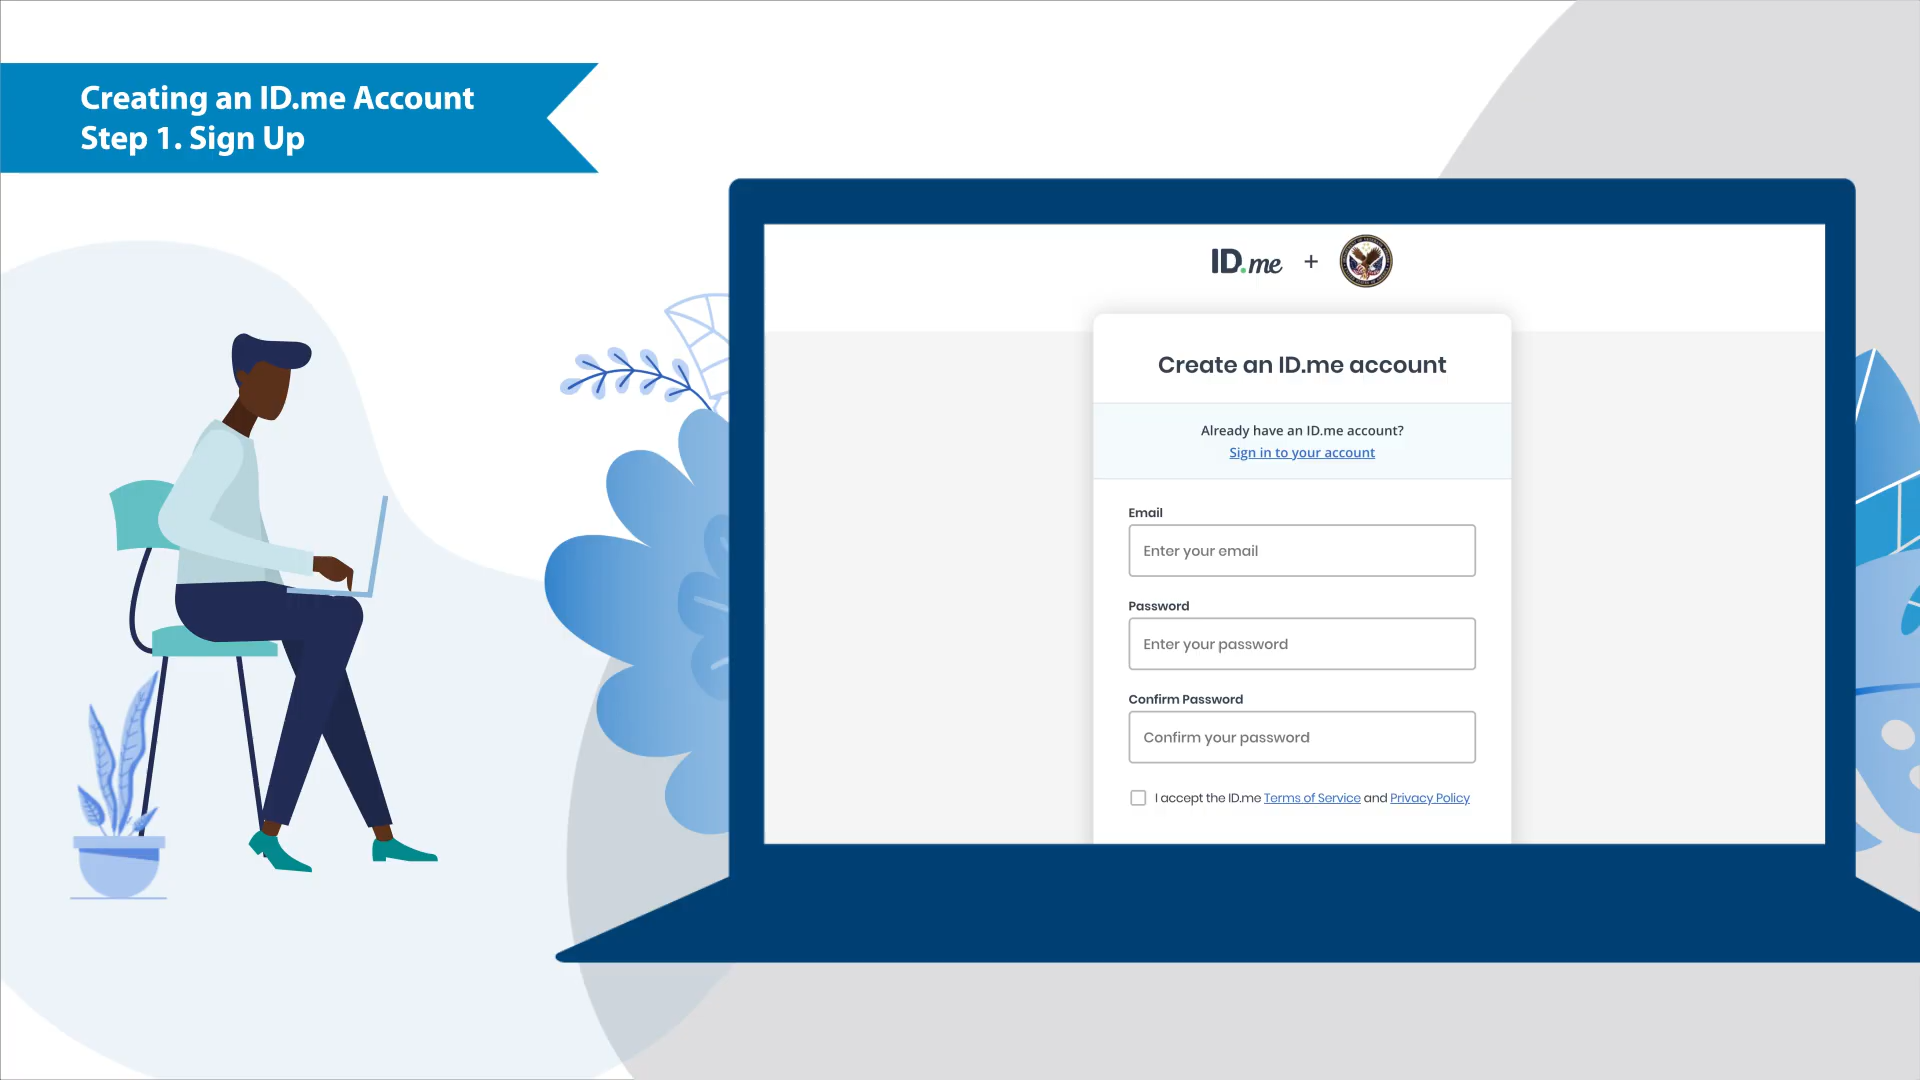 Creating an ID.me Account
Step 1. Sign Up
ID.me +
Create an ID.me account
Already have an ID.me account?
Sign in to your account
Email
Enter your email
Password
Enter your password
Confirm Password
Confirm your password
I accept the ID.me Terms of Service and Privacy Policy